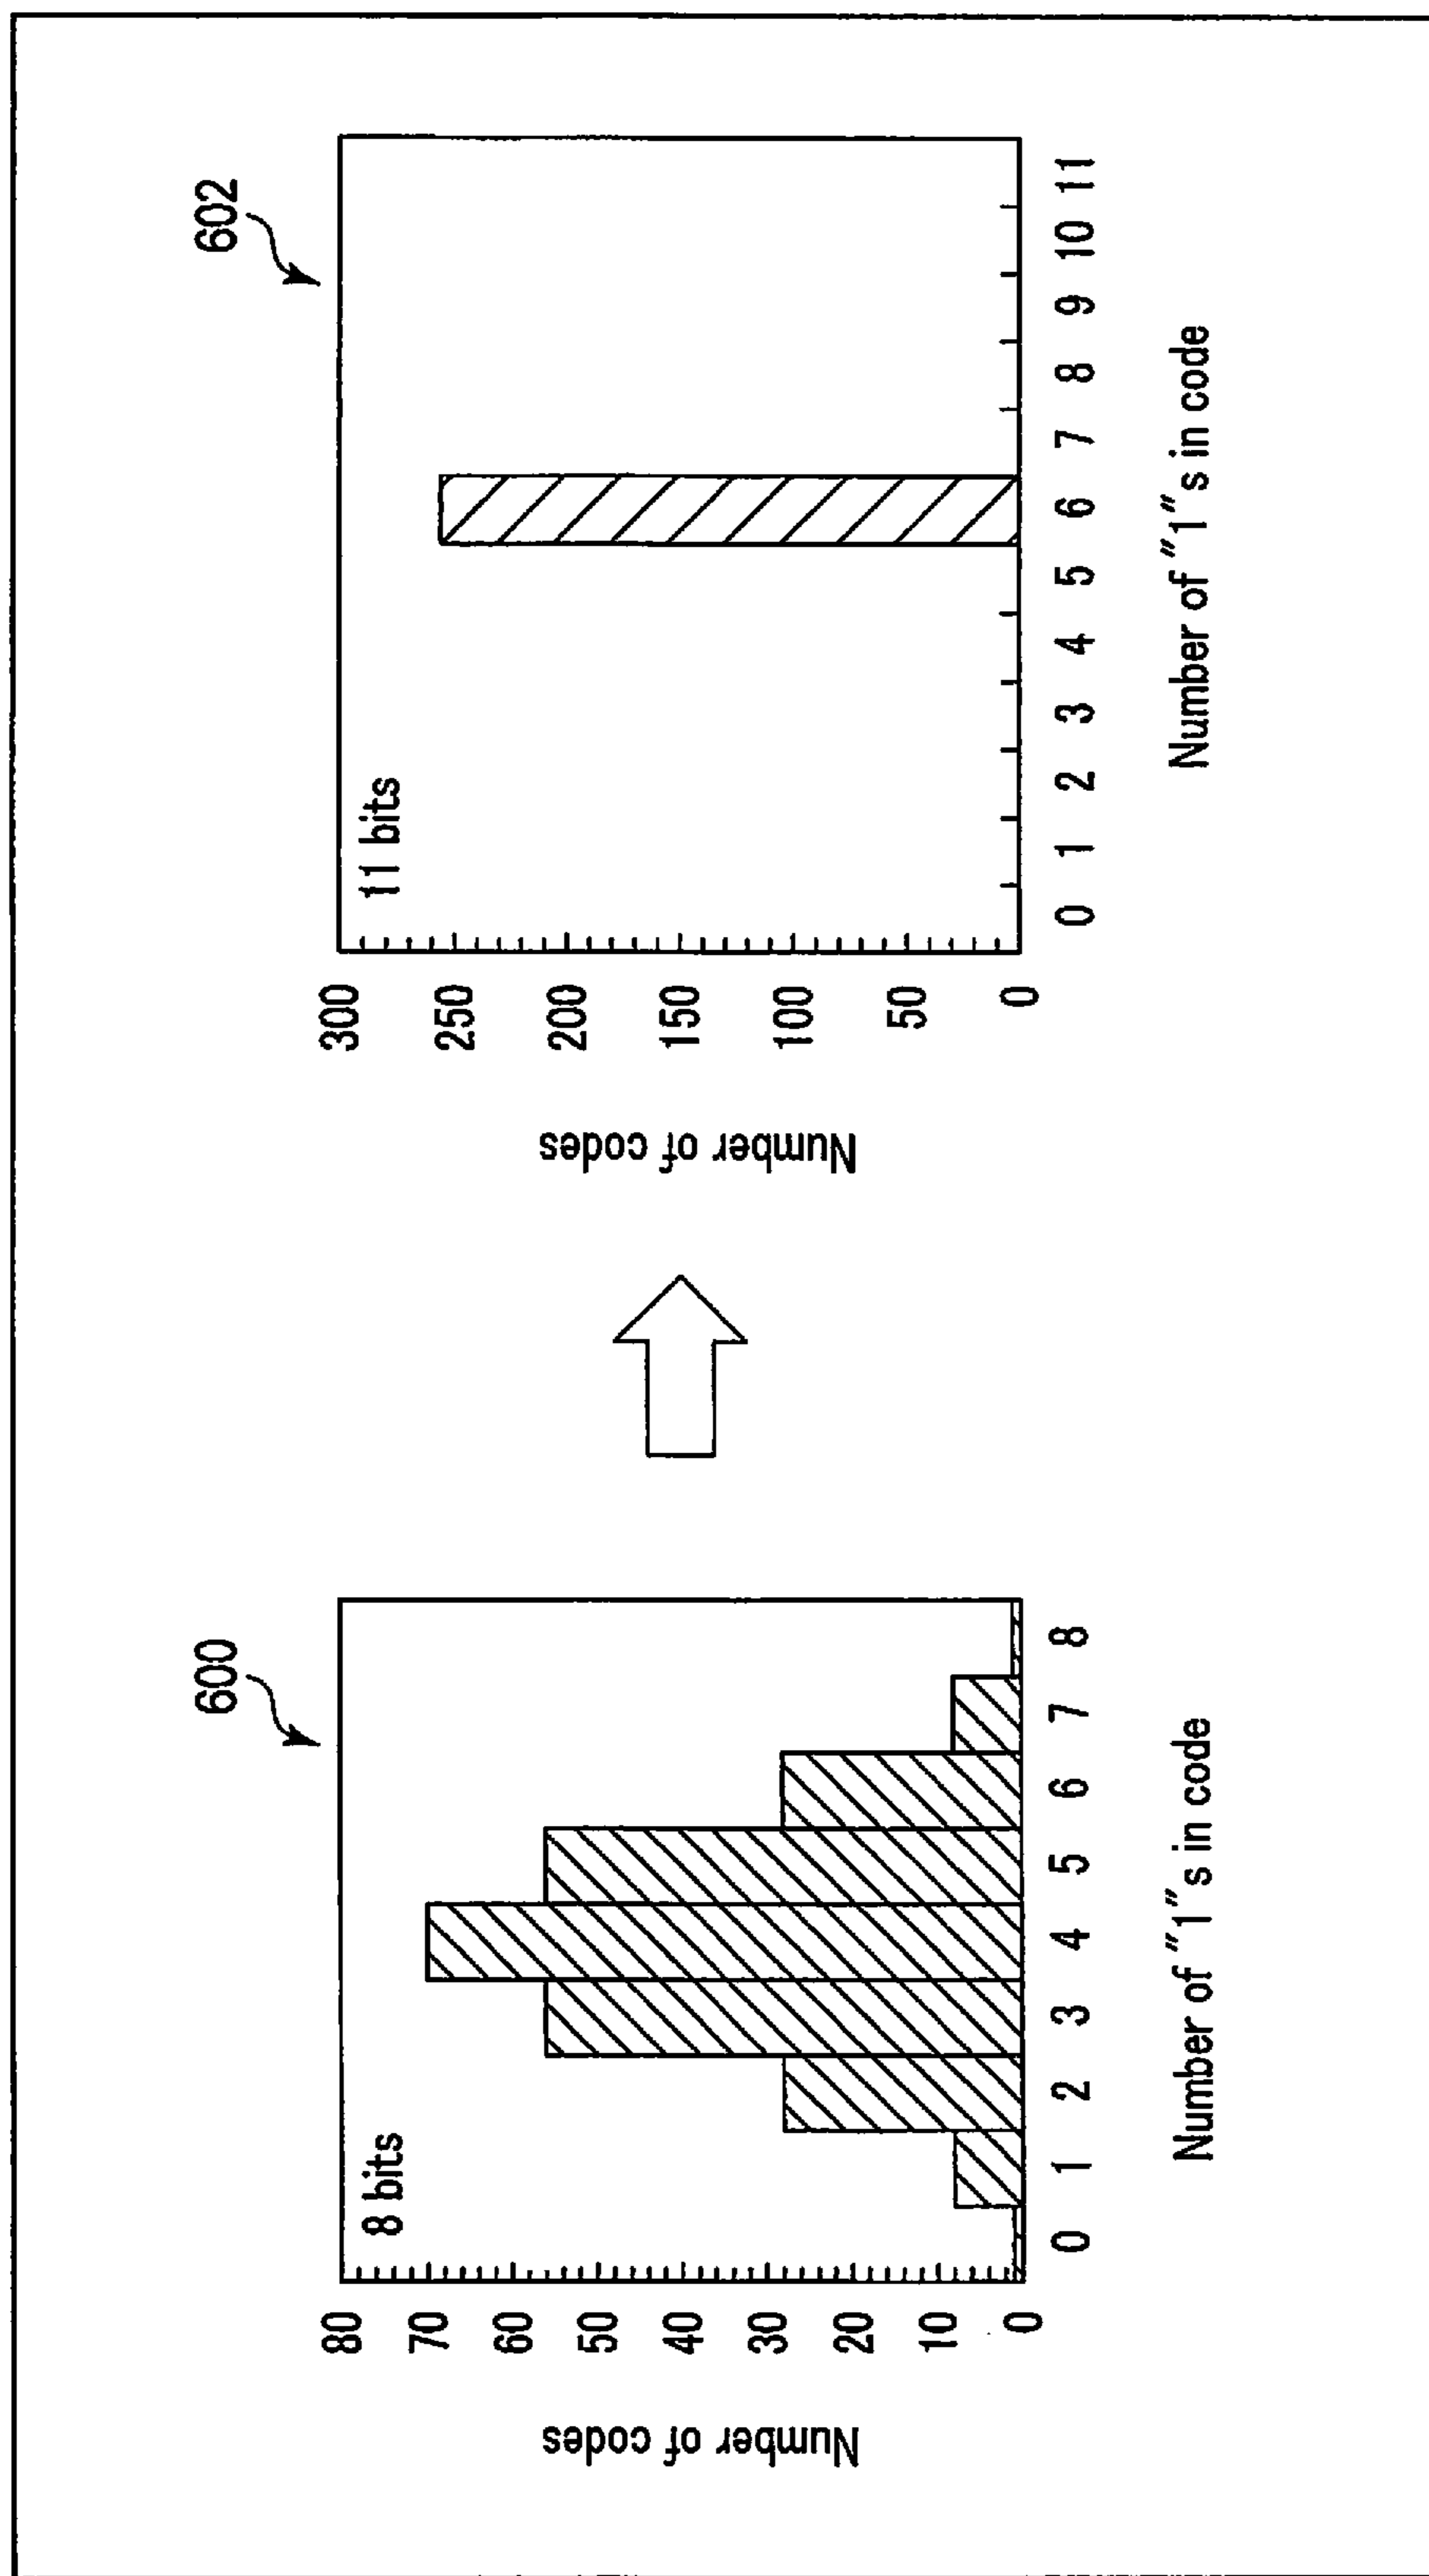 600
8 bits
80
70
60
50
40
30
20
10
0
Number of codes
0 1 2 3 4 5 6 7 8
Number of "1"s in code
602
11 bits
300
250
200
150
100
50
0
Number of codes
0 1 2 3 4 5 6 7 8 9 10 11
Number of "1"s in code